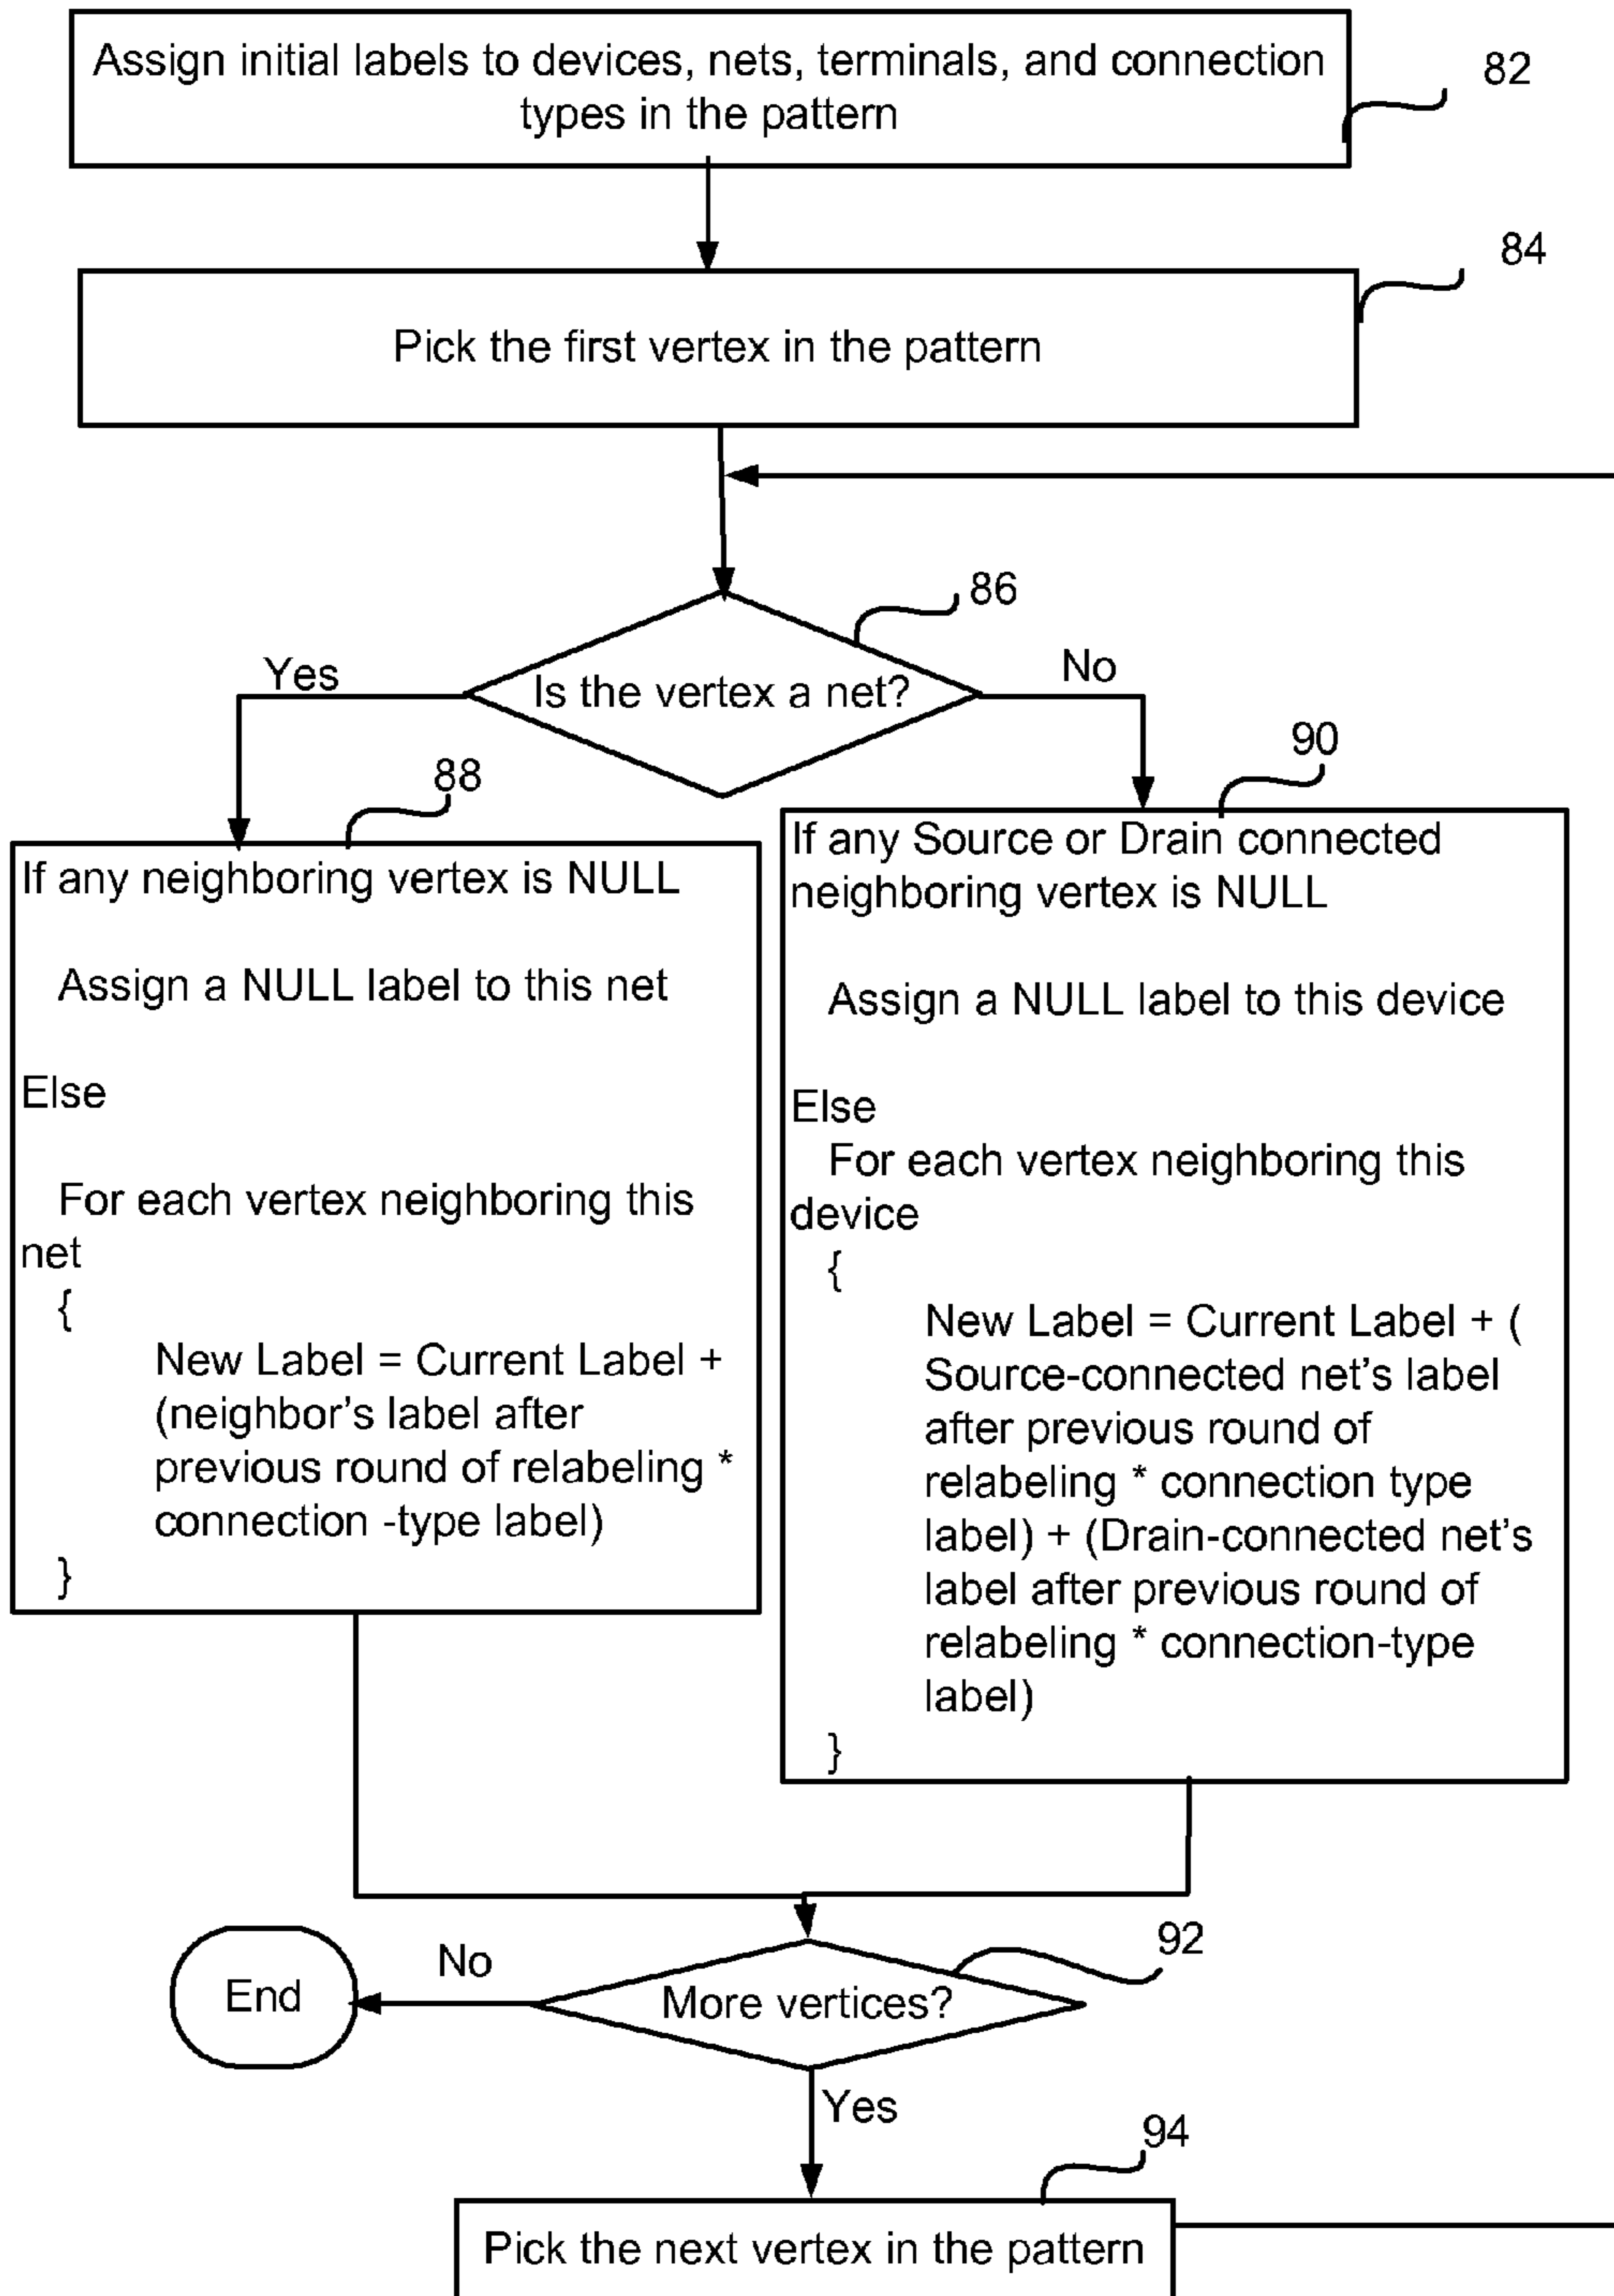 Assign initial labels to devices, nets, terminals, and connection
types in the pattern
82
84
Pick the first vertex in the pattern
86
Yes
Is the vertex a net?
No
88
90
If any neighboring vertex is NULL
Assign a NULL label to this net
Else
For each vertex neighboring this
net
{
New Label = Current Label +
(neighbor's label after
previous round of relabeling *
connection -type label)
}
If any Source or Drain connected
neighboring vertex is NULL
Assign a NULL label to this device
Else
For each vertex neighboring this
device
{
New Label = Current Label + (
Source-connected net's label
after previous round of
relabeling * connection type
label) + (Drain-connected net's
label after previous round of
relabeling * connection-type
label)
}
92
End
No
More vertices?
Yes
94
Pick the next vertex in the pattern